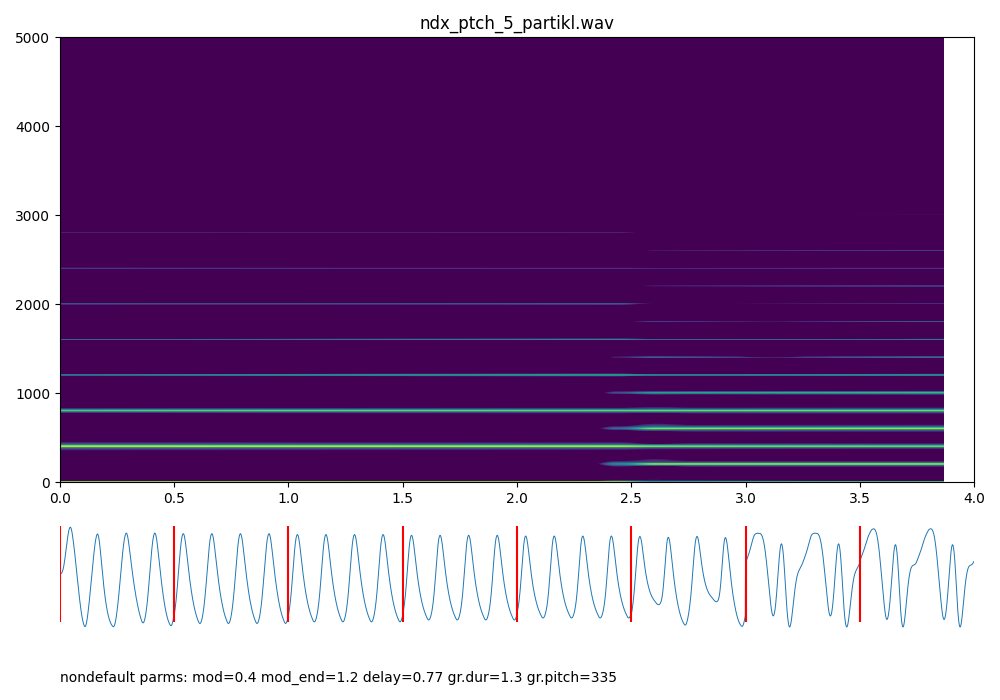 ndx_ptch_5_partikl.wav
5000
4000
3000
2000
1000
0
0.0 0.5 1.0 1.5 2.0 2.5 3.0 3.5 4.0
nondefault parms: mod=0.4 mod_end=1.2 delay=0.77 gr.dur=1.3 gr.pitch=335